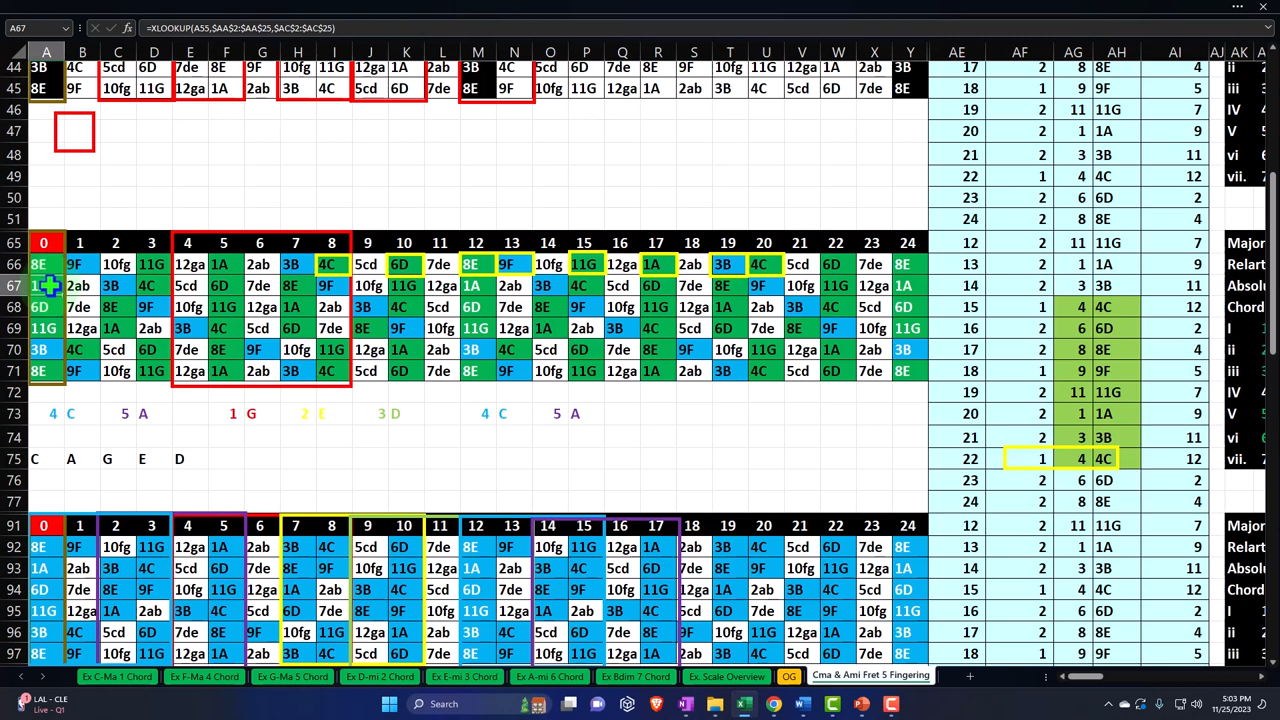 A67 fx =XLOOKUP(A55,$AA$2:$AA$25,$AC$2:$AC$25)
A B C D E F G H I J K L M N O P Q R S T U V W X Y AE AF AG AH AI AJ AK AL
44 3B 4C 5cd 6D 7de 8E 9F 10fg 11G 12ga 1A 2ab 3B 4C 5cd 6D 7de 8E 9F 10fg 11G 12ga 1A 2ab 3B 17 2 8 8E 4 ii
45 8E 9F 10fg 11G 12ga 1A 2ab 3B 4C 5cd 6D 7de 8E 9F 10fg 11G 12ga 1A 2ab 3B 4C 5cd 6D 7de 8E 18 1 9 9F 5 iii 3
46 19 2 11 11G 7 IV 4
47 20 2 1 1A 9 V 5
48 21 2 3 3B 11 vi 6
49 22 1 4 4C 12 vii. 7
50 23 2 6 6D 2
51 24 2 8 8E 4
65 0 1 2 3 4 5 6 7 8 9 10 11 12 13 14 15 16 17 18 19 20 21 22 23 24 12 2 11 11G 7 Major
66 8E 9F 10fg 11G 12ga 1A 2ab 3B 4C 5cd 6D 7de 8E 9F 10fg 11G 12ga 1A 2ab 3B 4C 5cd 6D 7de 8E 13 2 1 1A 9 Relart
67 2ab 3B 4C 5cd 6D 7de 8E 9F 10fg 11G 12ga 1A 2ab 3B 4C 5cd 6D 7de 8E 9F 10fg 11G 12ga 1A 14 2 3 3B 11 Absol
68 6D 7de 8E 9F 10fg 11G 12ga 1A 2ab 3B 4C 5cd 6D 7de 8E 9F 10fg 11G 12ga 1A 2ab 3B 4C 5cd 6D 15 1 4 4C 12 Chord
69 11G 12ga 1A 2ab 3B 4C 5cd 6D 7de 8E 9F 10fg 11G 12ga 1A 2ab 3B 4C 5cd 6D 7de 8E 9F 10fg 11G 16 2 6 6D 2 I 1
70 3B 4C 5cd 6D 7de 8E 9F 10fg 11G 12ga 1A 2ab 3B 4C 5cd 6D 7de 8E 9F 10fg 11G 12ga 1A 2ab 3B 17 2 8 8E 4 ii 2
71 8E 9F 10fg 11G 12ga 1A 2ab 3B 4C 5cd 6D 7de 8E 9F 10fg 11G 12ga 1A 2ab 3B 4C 5cd 6D 7de 8E 18 1 9 9F 5 iii 3
72 19 2 11 11G 7 IV 4
73 4 C 5 A 1 G 2 E 3 D 4 C 5 A 20 2 1 1A 9 V 5
74 21 2 3 3B 11 vi 6
75 C A G E D 22 1 4 4C 12 vii. 7
76 23 2 6 6D 2
77 24 2 8 8E 4
91 0 1 2 3 4 5 6 7 8 9 10 11 12 13 14 15 16 17 18 19 20 21 22 23 24 12 2 11 11G 7 Major
92 8E 9F 10fg 11G 12ga 1A 2ab 3B 4C 5cd 6D 7de 8E 9F 10fg 11G 12ga 1A 2ab 3B 4C 5cd 6D 7de 8E 13 2 1 1A 9 Relart
93 1A 2ab 3B 4C 5cd 6D 7de 8E 9F 10fg 11G 12ga 1A 2ab 3B 4C 5cd 6D 7de 8E 9F 10fg 11G 12ga 1A 14 2 3 3B 11 Absol
94 6D 7de 8E 9F 10fg 11G 12ga 1A 2ab 3B 4C 5cd 6D 7de 8E 9F 10fg 11G 12ga 1A 2ab 3B 4C 5cd 6D 15 1 4 4C 12 Chord
95 11G 12ga 1A 2ab 3B 4C 5cd 6D 7de 8E 9F 10fg 11G 12ga 1A 2ab 3B 4C 5cd 6D 7de 8E 9F 10fg 11G 16 2 6 6D 2 I 1
96 3B 4C 5cd 6D 7de 8E 9F 10fg 11G 12ga 1A 2ab 3B 4C 5cd 6D 7de 8E 9F 10fg 11G 12ga 1A 2ab 3B 17 2 8 8E 4 ii 2
97 8E 9F 10fg 11G 12ga 1A 2ab 3B 4C 5cd 6D 7de 8E 9F 10fg 11G 12ga 1A 2ab 3B 4C 5cd 6D 7de 8E 18 1 9 9F 5 iii 3
Ex C-Ma 1 Chord Ex F-Ma 4 Chord Ex G-Ma 5 Chord Ex D-mi 2 Chord Ex E-mi 3 Chord Ex A-mi 6 Chord Ex Bdim 7 Chord Ex. Scale Overview OG Cma & Ami Fret 5 Fingering
LAL - CLE
Live - Q1
Search
5:03 PM
11/25/2023